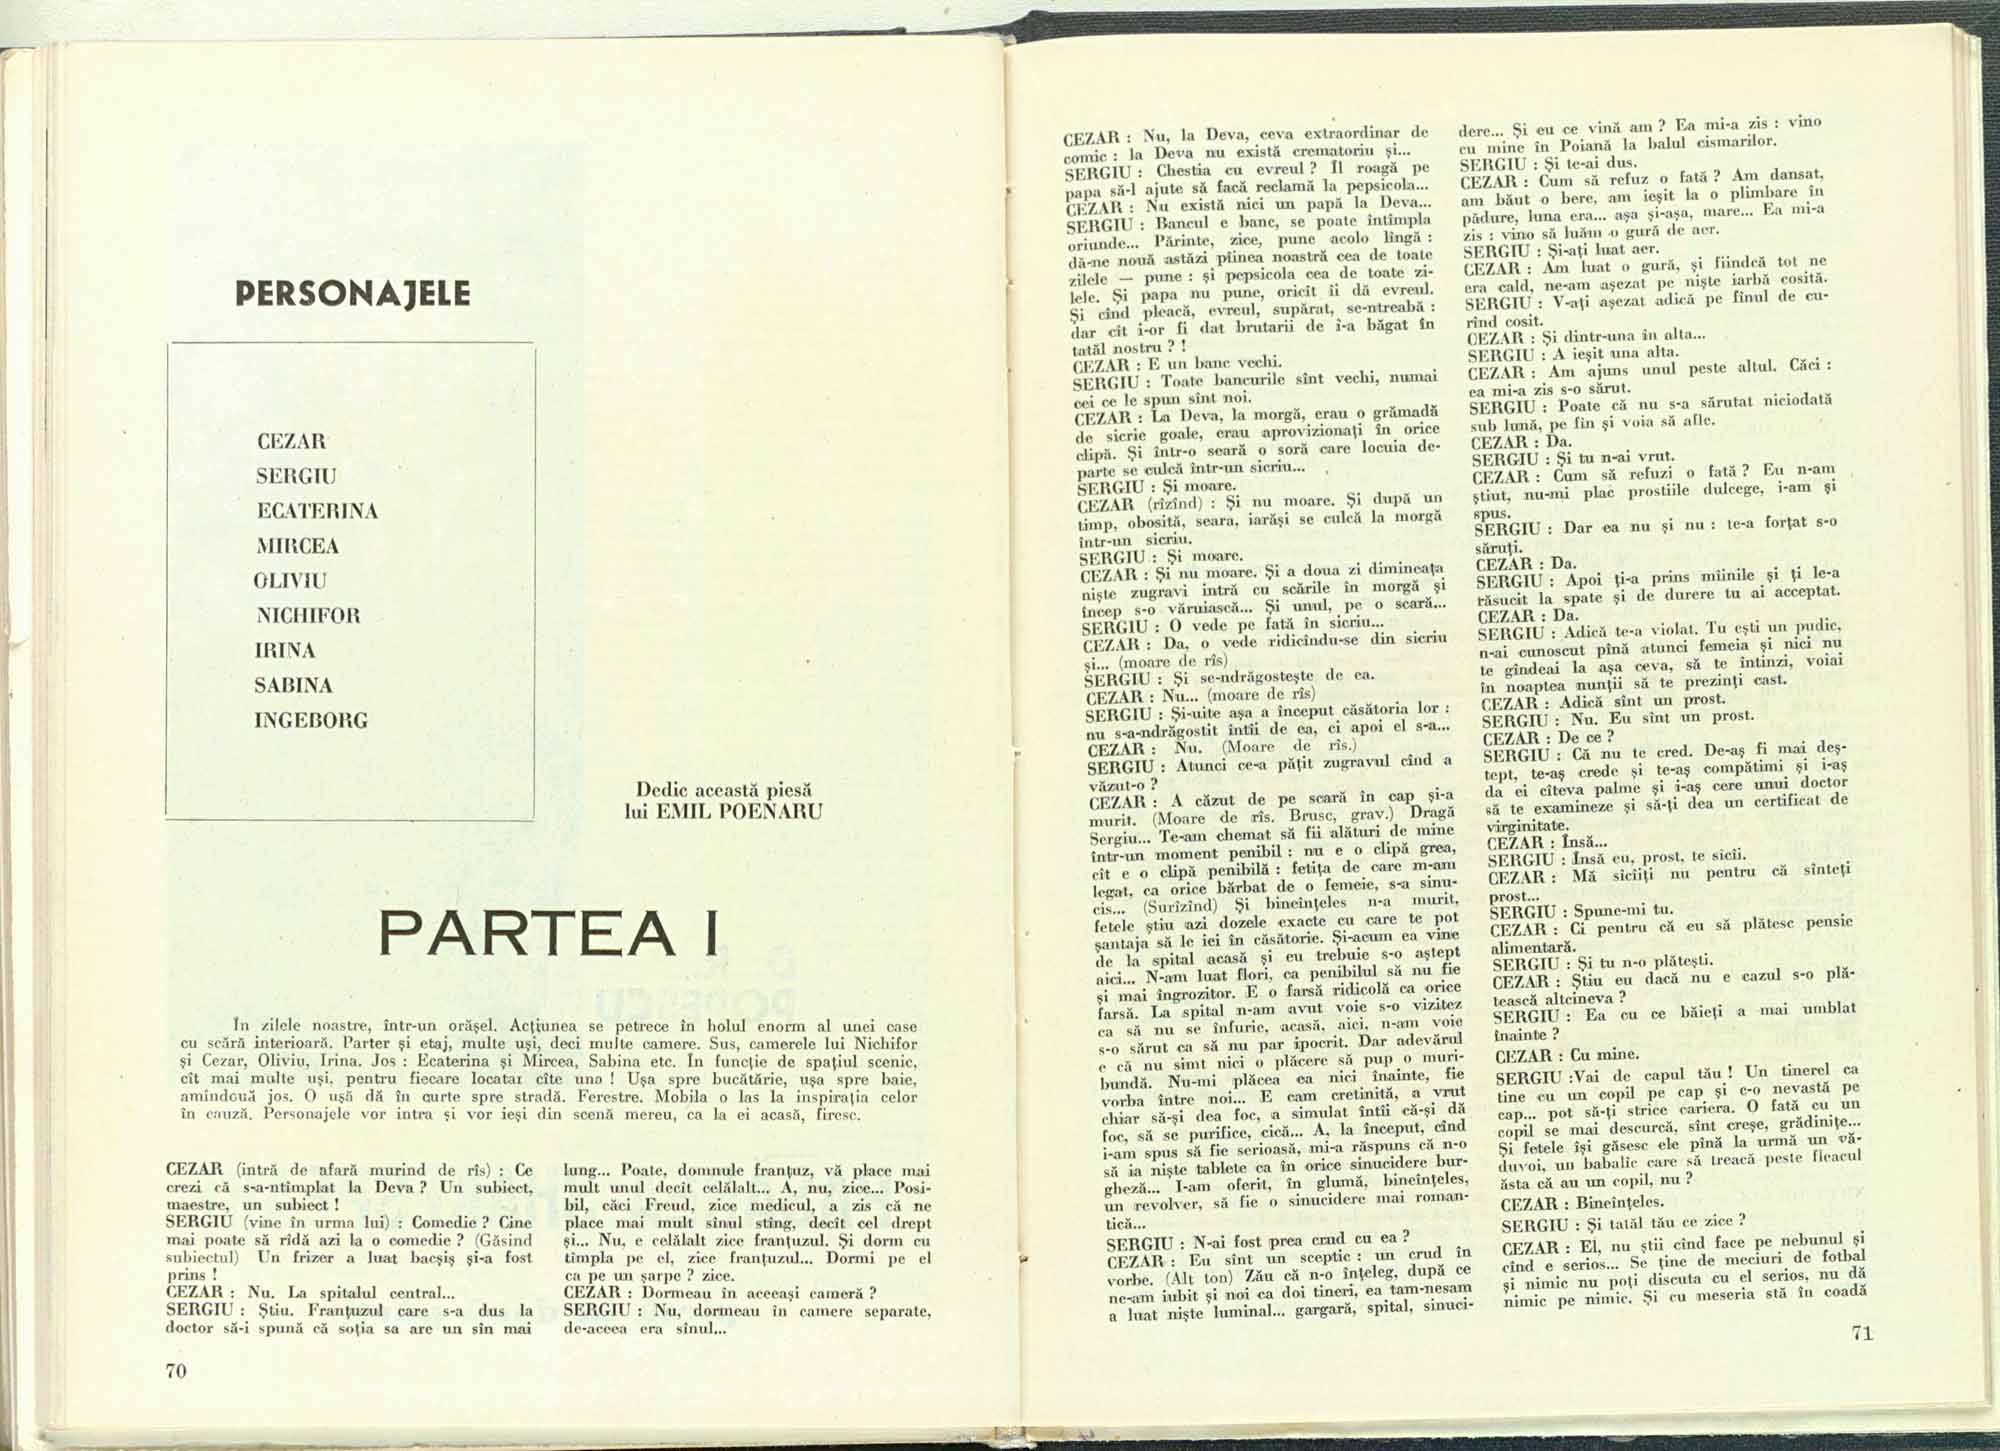 PERSONAJELE
CEZAR
SERGIU
ECATERINA
MIRCEA
OLIVIU
NICHIFOR
IRINA
SABINA
INGEBORG
Dedic această piesă
lui EMIL POENARU
PARTEA I
În zilele noastre, într-un orăşel. Acţiunea se petrece în holul enorm al unei case
cu scără interioară. Parter şi etaj, multe uşi, deci multe camere. Sus, camerele lui Nichifor
şi Cezar, Oliviu, Irina. Jos : Ecaterina şi Mircea, Sabina etc. În funcţie de spaţiul scenic,
cît mai multe uşi, pentru fiecare locatar cîte una ! Uşa spre bucătărie, uşa spre baie,
amîndouă jos. O uşă dă în curte spre stradă. Ferestre. Mobila o las la inspiraţia celor
în cauză. Personajele vor intra şi vor ieşi din scenă mereu, ca la ei acasă, firesc.
CEZAR (intră de afară murind de rîs) : Ce
crezi că s-a-ntîmplat la Deva ? Un subiect,
maestre, un subiect !
SERGIU (vine în urma lui) : Comedie ? Cine
mai poate să rîdă azi la o comedie ? (Găsind
subiectul) Un frizer a luat bacşiş şi-a fost
prins !
CEZAR : Nu. La spitalul central...
SERGIU : Ştiu. Franţuzul care s-a dus la
doctor să-i spună că soţia sa are un sîn mai
lung... Poate, domnule franţuz, vă place mai
mult unul decît celălalt... A, nu, zice... Posi-
bil, căci Freud, zice medicul, a zis că ne
place mai mult sînul stîng, decît cel drept
şi... Nu, e celălalt zice franţuzul. Şi dorm cu
tîmpla pe el, zice franţuzul... Dormi pe el
ca pe un şarpe ? zice.
CEZAR : Dormeau în aceeaşi cameră ?
SERGIU : Nu, dormeau în camere separate,
de-aceea era sînul...
70
CEZAR : Nu, la Deva, ceva extraordinar de
comic : la Deva nu există crematoriu şi...
SERGIU : Chestia cu evreul ? Îl roagă pe
papa să-l ajute să facă reclamă la pepsicola...
CEZAR : Nu există nici un papă la Deva...
SERGIU : Bancul e banc, se poate întîmpla
oriunde... Părinte, zice, pune acolo lîngă :
dă-ne nouă astăzi pîinea noastră cea de toate
zilele — pune : şi pepsicola cea de toate zi-
lele. Şi papa nu pune, oricît îi dă evreul.
Şi cînd pleacă, evreul, supărat, se-ntreabă :
dar cît i-or fi dat brutarii de i-a băgat în
tatăl nostru ? !
CEZAR : E un banc vechi.
SERGIU : Toate bancurile sînt vechi, numai
cei ce le spun sînt noi.
CEZAR : La Deva, la morgă, erau o grămadă
de sicrie goale, erau aprovizionaţi în orice
clipă. Şi într-o seară o soră care locuia de-
parte se culcă într-un sicriu...
SERGIU : Şi moare.
CEZAR (rîzînd) : Şi nu moare. Şi după un
timp, obosită, seara, iarăşi se culcă la morgă
într-un sicriu.
SERGIU : Şi moare.
CEZAR : Şi nu moare. Şi a doua zi dimineaţa
nişte zugravi intră cu scările în morgă şi
încep s-o văruiască... Şi unul, pe o scară...
SERGIU : O vede pe fată în sicriu...
CEZAR : Da, o vede ridicîndu-se din sicriu
şi... (moare de rîs)
SERGIU : Şi se-ndrăgosteşte de ea.
CEZAR : Nu... (moare de rîs)
SERGIU : Şi-uite aşa a început căsătoria lor :
nu s-a-ndrăgostit întîi de ea, ci apoi el s-a...
CEZAR : Nu. (Moare de rîs.)
SERGIU : Atunci ce-a păţit zugravul cînd a
văzut-o ?
CEZAR : A căzut de pe scară în cap şi-a
murit. (Moare de rîs. Brusc, grav.) Dragă
Sergiu... Te-am chemat să fii alături de mine
într-un moment penibil : nu e o clipă grea,
cît e o clipă penibilă : fetiţa de care m-am
legat, ca orice bărbat de o femeie, s-a sinu-
cis... (Surîzînd) Şi bineînţeles n-a murit,
fetele ştiu azi dozele exacte cu care te pot
şantaja să le iei în căsătorie. Şi-acum ea vine
de la spital acasă şi eu trebuie s-o aştept
aici... N-am luat flori, ca penibilul să nu fie
şi mai îngrozitor. E o farsă ridicolă ca orice
farsă. La spital n-am avut voie s-o vizitez
ca să nu se înfurie, acasă, aici, n-am voie
s-o sărut ca să nu par ipocrit. Dar adevărul
e că nu simt nici o plăcere să pup o muri-
bundă. Nu-mi plăcea ea nici înainte, fie
vorba între noi... E cam cretinită, a vrut
chiar să-şi dea foc, a simulat întîi că-şi dă
foc, să se purifice, cică... A, la început, cînd
i-am spus să fie serioasă, mi-a răspuns că n-o
să ia nişte tablete ca în orice sinucidere bur-
gheză... I-am oferit, în glumă, bineînţeles,
un revolver, să fie o sinucidere mai roman-
tică...
SERGIU : N-ai fost prea crud cu ea ?
CEZAR : Eu sînt un sceptic : un crud în
vorbe. (Alt ton) Zău că n-o înţeleg, după ce
ne-am iubit şi noi ca doi tineri, ea tam-nesam
a luat nişte luminal... gargară, spital, sinuci-
dere... Şi eu ce vină am ? Ea mi-a zis : vino
cu mine în Poiană la balul cismarilor.
SERGIU : Şi te-ai dus.
CEZAR : Cum să refuz o fată ? Am dansat,
am băut o bere, am ieşit la o plimbare în
pădure, luna era... aşa şi-aşa, mare... Ea mi-a
zis : vino să luăm o gură de aer.
SERGIU : Şi-aţi luat aer.
CEZAR : Am luat o gură, şi fiindcă tot ne
era cald, ne-am aşezat pe nişte iarbă cosită.
SERGIU : V-aţi aşezat adică pe finul de cu-
rînd cosit.
CEZAR : Şi dintr-una în alta...
SERGIU : A ieşit una alta.
CEZAR : Am ajuns unul peste altul. Căci :
ea mi-a zis s-o sărut.
SERGIU : Poate că nu s-a sărutat niciodată
sub lună, pe fin şi voia să afle.
CEZAR : Da.
SERGIU : Şi tu n-ai vrut.
CEZAR : Cum să refuzi o fată ? Eu n-am
ştiut, nu-mi plac prostiile dulcege, i-am şi
spus.
SERGIU : Dar ea nu şi nu : te-a forţat s-o
săruţi.
CEZAR : Da.
SERGIU : Apoi ţi-a prins mîinile şi ţi le-a
răsucit la spate şi de durere tu ai acceptat.
CEZAR : Da.
SERGIU : Adică te-a violat. Tu eşti un pudic,
n-ai cunoscut pînă atunci femeia şi nici nu
te gîndeai la aşa ceva, să te întinzi, voiai
în noaptea nunţii să te prezinţi cast.
CEZAR : Adică sînt un prost.
SERGIU : Nu. Eu sînt un prost.
CEZAR : De ce ?
SERGIU : Că nu te cred. De-aş fi mai deş-
tept, te-aş crede şi te-aş compătimi şi i-aş
da ei cîteva palme şi i-aş cere unui doctor
să te examineze şi să-ţi dea un certificat de
virginitate.
CEZAR : Însă...
SERGIU : Însă eu, prost, te sîcîi.
CEZAR : Mă sîcîiţi nu pentru că sînteţi
prost...
SERGIU : Spune-mi tu.
CEZAR : Ci pentru că eu să plătesc pensie
alimentară.
SERGIU : Şi tu n-o plăteşti.
CEZAR : Ştiu eu dacă nu e cazul s-o plă-
tească altcineva ?
SERGIU : Ea cu ce băieţi a mai umblat
înainte ?
CEZAR : Cu mine.
SERGIU :Vai de capul tău ! Un tinerel ca
tine cu un copil pe cap şi c-o nevastă pe
cap... pot să-ţi strice cariera. O fată cu un
copil se mai descurcă, sînt creşe, grădiniţe...
Şi fetele îşi găsesc ele pînă la urmă un vă-
duvoi, un babalic care să treacă peste fleacul
ăsta că au un copil, nu ?
CEZAR : Bineînţeles.
SERGIU : Şi tatăl tău ce zice ?
CEZAR : El, nu ştii cînd face pe nebunul şi
cînd e serios... Se ţine de meciuri de fotbal
şi nimic nu poţi discuta cu el serios, nu dă
nimic pe nimic. Şi cu meseria stă în coadă
71